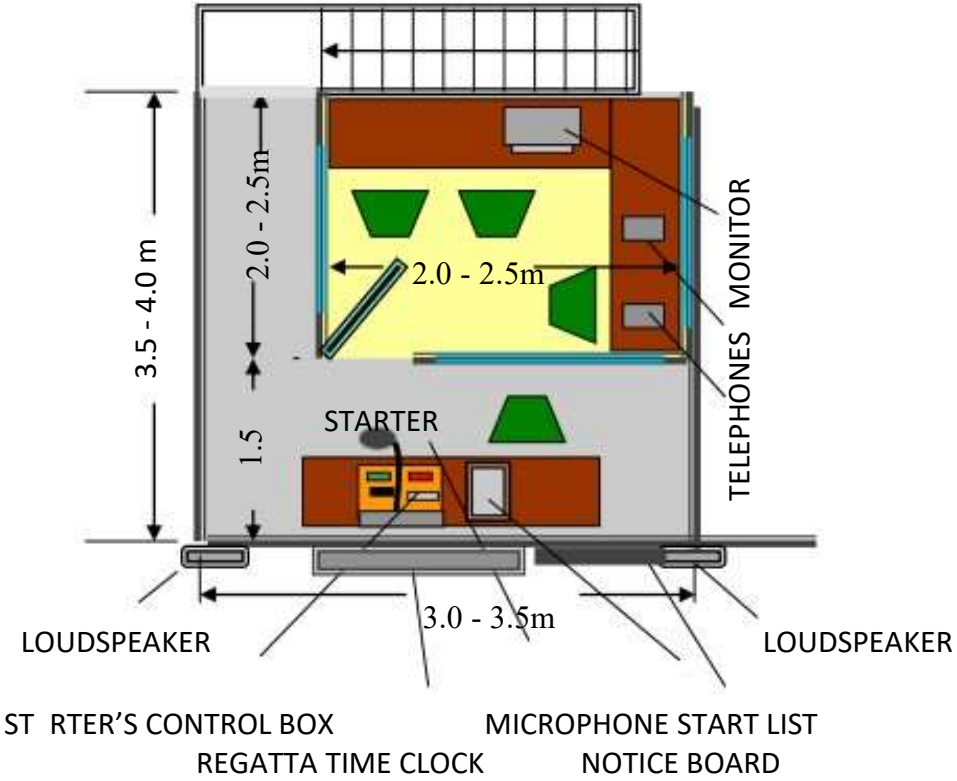 2.0 - 2.5m
3.5 - 4.0 m
2.0 - 2.5m
MONITOR
TELEPHONES
STARTER
1.5
3.0 - 3.5m
LOUDSPEAKER
LOUDSPEAKER
ST RTER’S CONTROL BOX
MICROPHONE START LIST
REGATTA TIME CLOCK
NOTICE BOARD